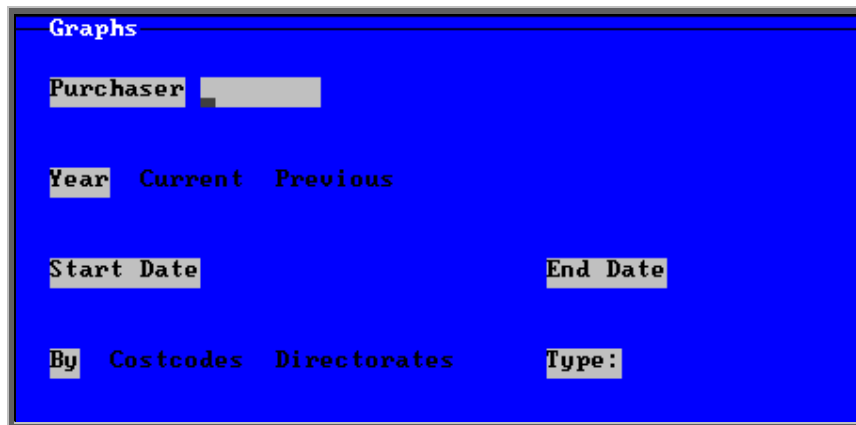 Graphs
Purchaser
Year Current Previous
Start Date End Date
By Costcodes Directorates Type: